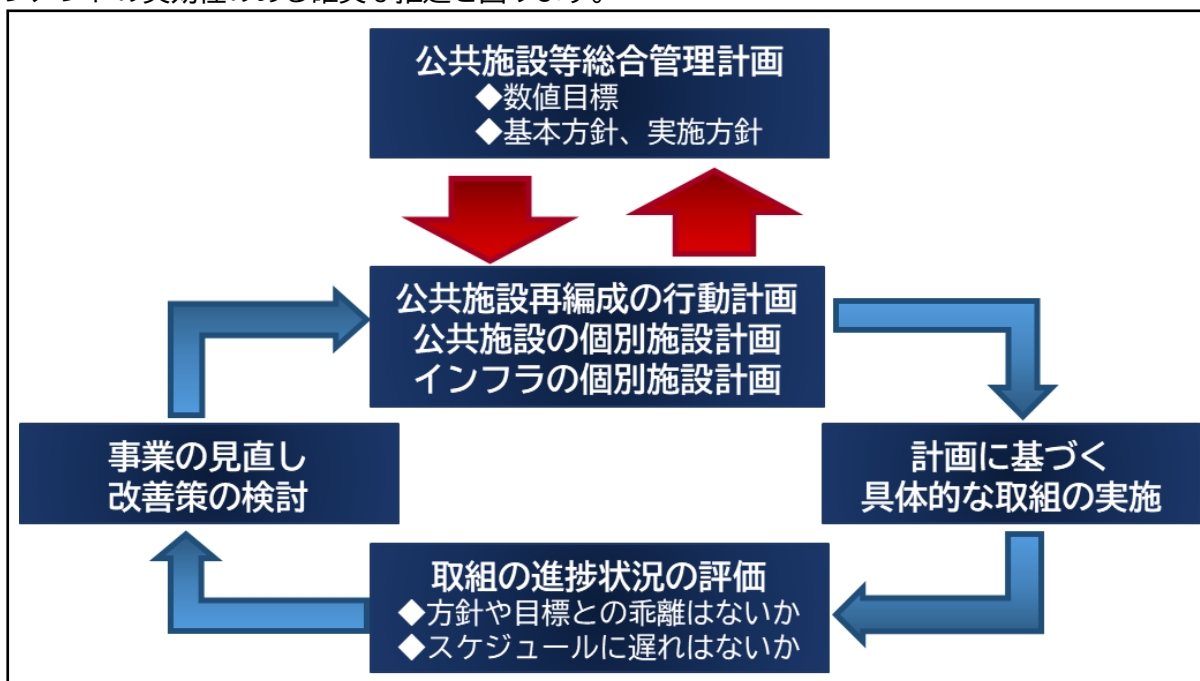 公共施設等総合管理計画
◆数値目標
◆基本方針、実施方針
公共施設再編成の行動計画
公共施設の個別施設計画
インフラの個別施設計画
計画に基づく
具体的な取組の実施
取組の進捗状況の評価
◆方針や目標との乖離はないか
◆スケジュールに遅れはないか
事業の見直し
改善策の検討